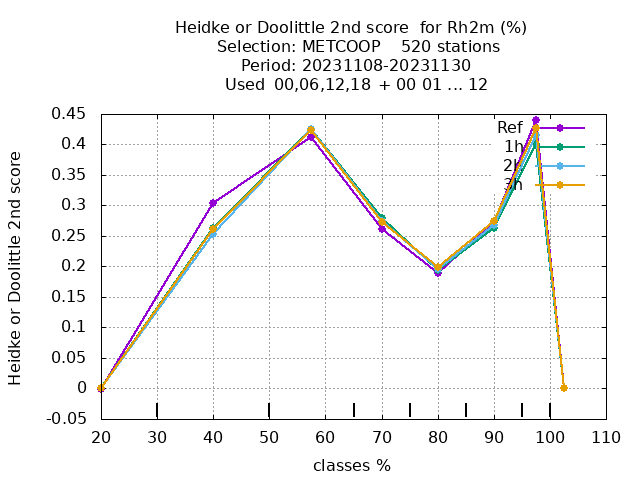 Heidke or Doolittle 2nd score  for Rh2m (%)
Selection: METCOOP    520 stations
Period: 20231108-20231130
Used  00,06,12,18 + 00 01 ... 12
Heidke or Doolittle 2nd score
0.45
0.4
0.35
0.3
0.25
0.2
0.15
0.1
0.05
0
-0.05
Ref
1h
2h
3h
20 30 40 50 60 70 80 90 100 110
classes %